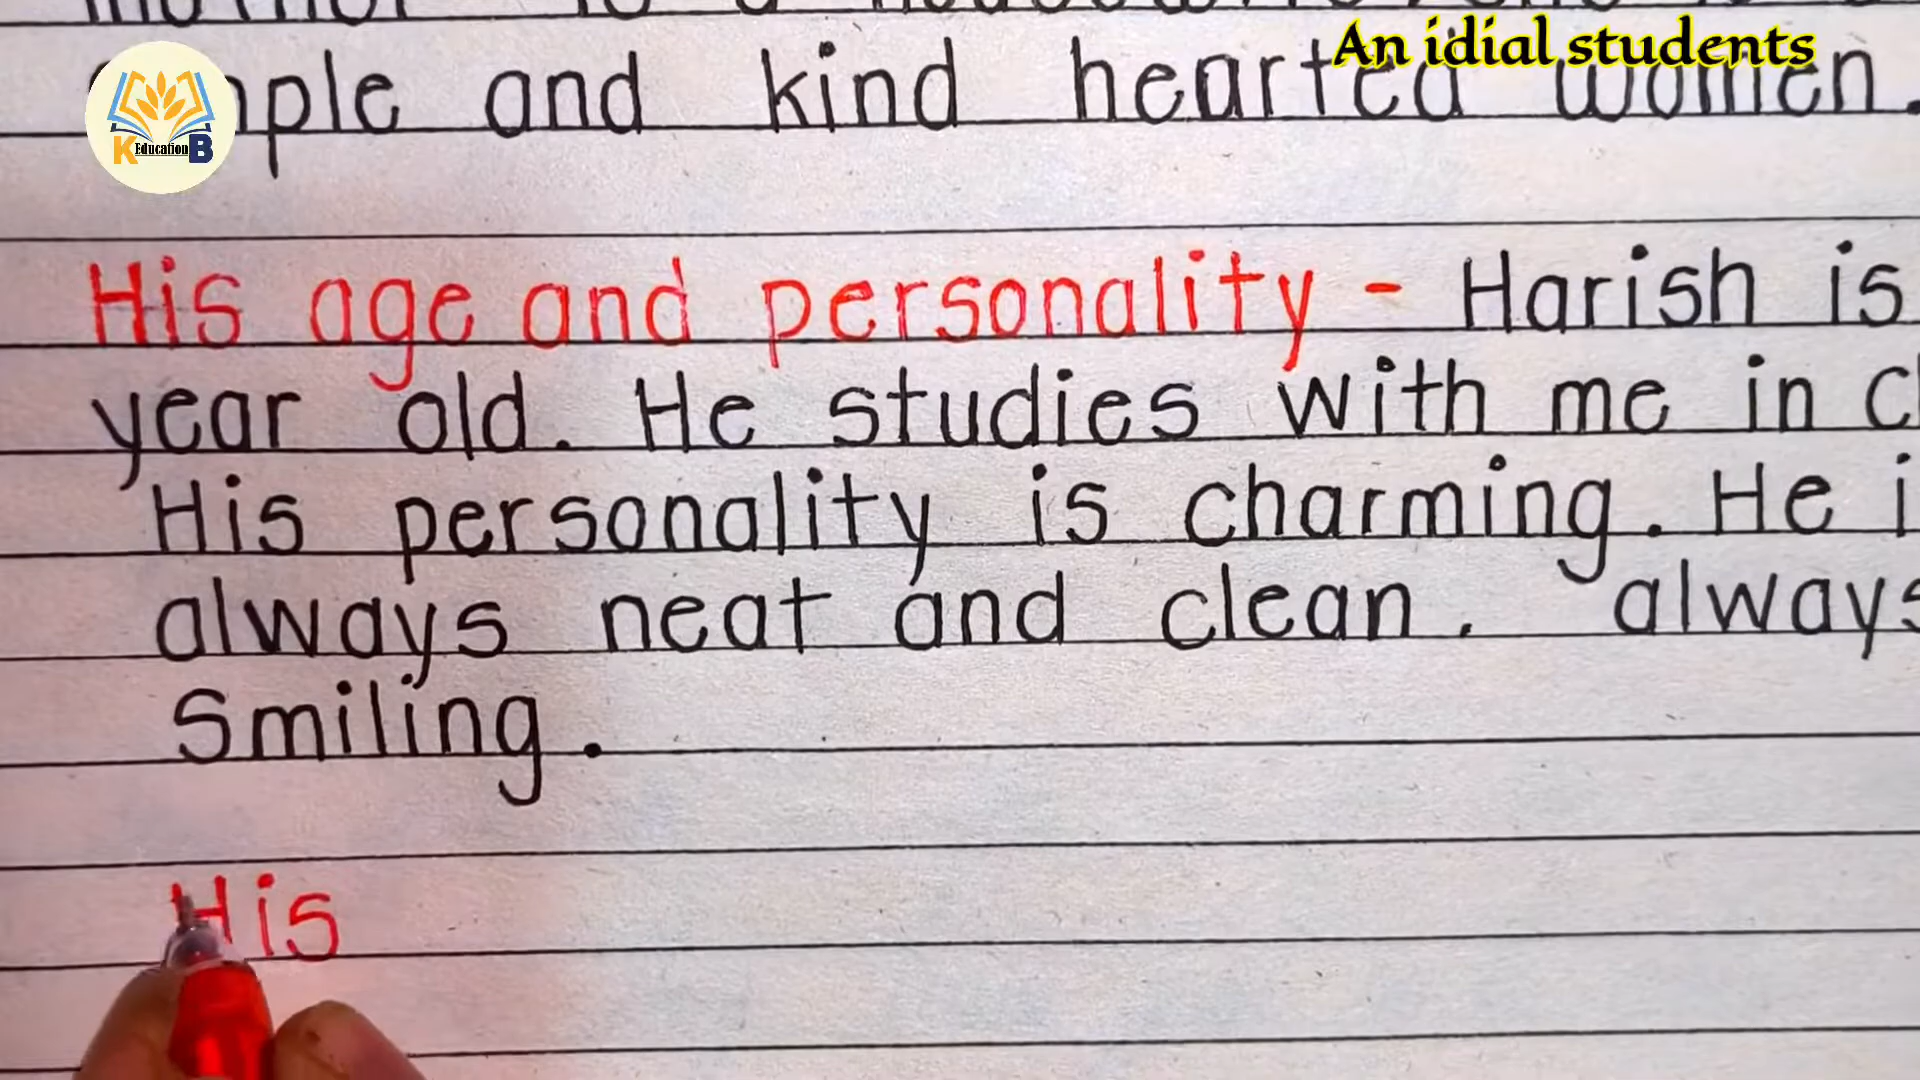 An idial students
and kind hearted women.
K Education B
His age and personality - Harish is
year old. He studies with me in
His personality is charming. He
always neat and clean. always
Smiling.
His